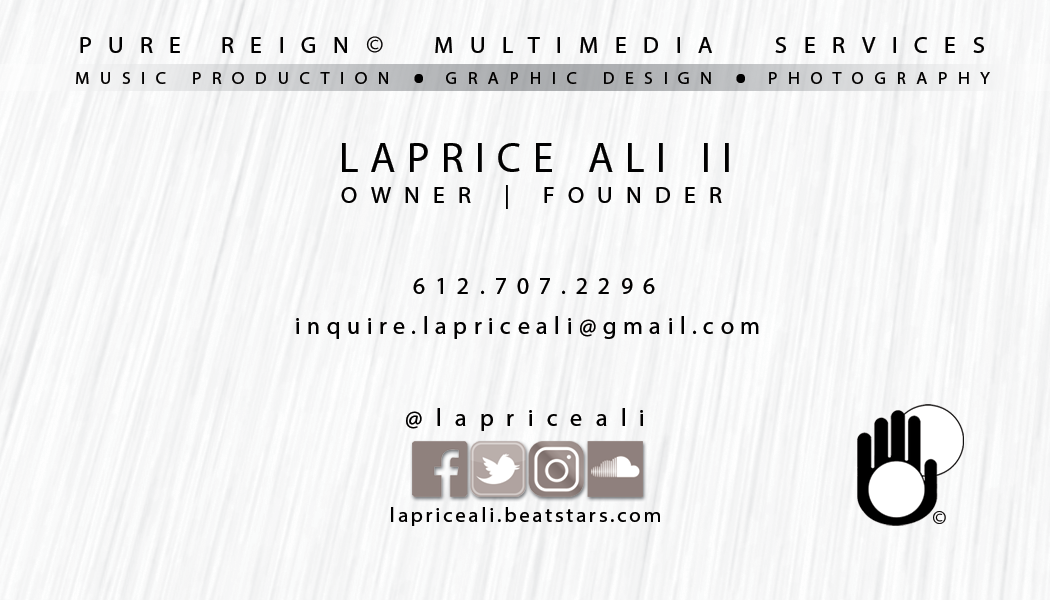 PURE REIGN© MULTIMEDIA SERVICES
MUSIC PRODUCTION ● GRAPHIC DESIGN ● PHOTOGRAPHY
LAPRICE ALI II
OWNER | FOUNDER
612.707.2296
inquire.lapriceali@gmail.com
@lapriceali
lapriceali.beatstars.com
©